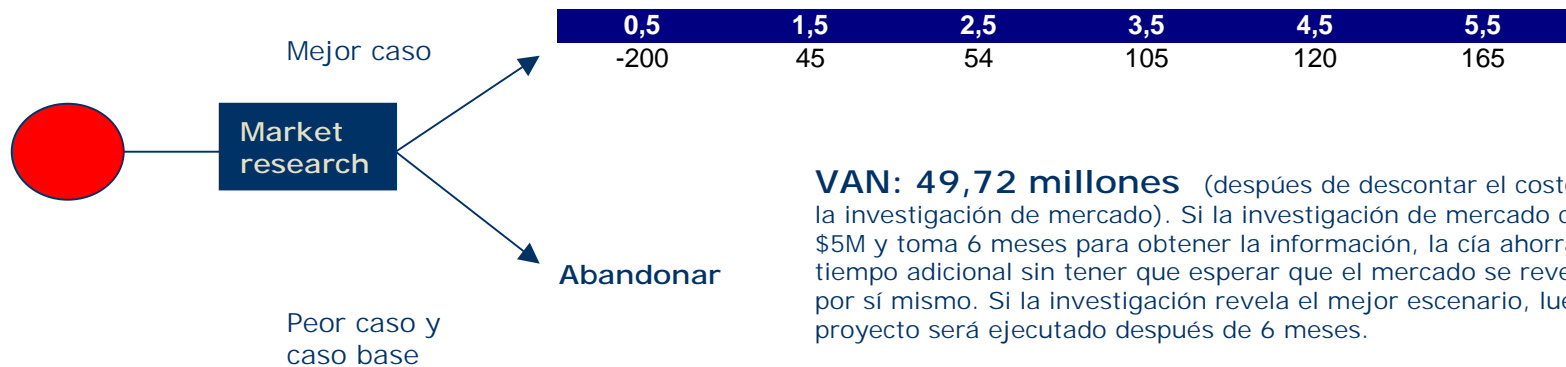 0,5 1,5 2,5 3,5 4,5 5,5
-200 45 54 105 120 165
Mejor caso
Market
research
VAN: 49,72 millones (despúes de descontar el
la investigación de mercado). Si la investigación de mercado
$5M y toma 6 meses para obtener la información, la cía
tiempo adicional sin tener que esperar que el mercado se
por sí mismo. Si la investigación revela el mejor escenario,
proyecto será ejecutado después de 6 meses.
Abandonar
Peor caso y
caso base